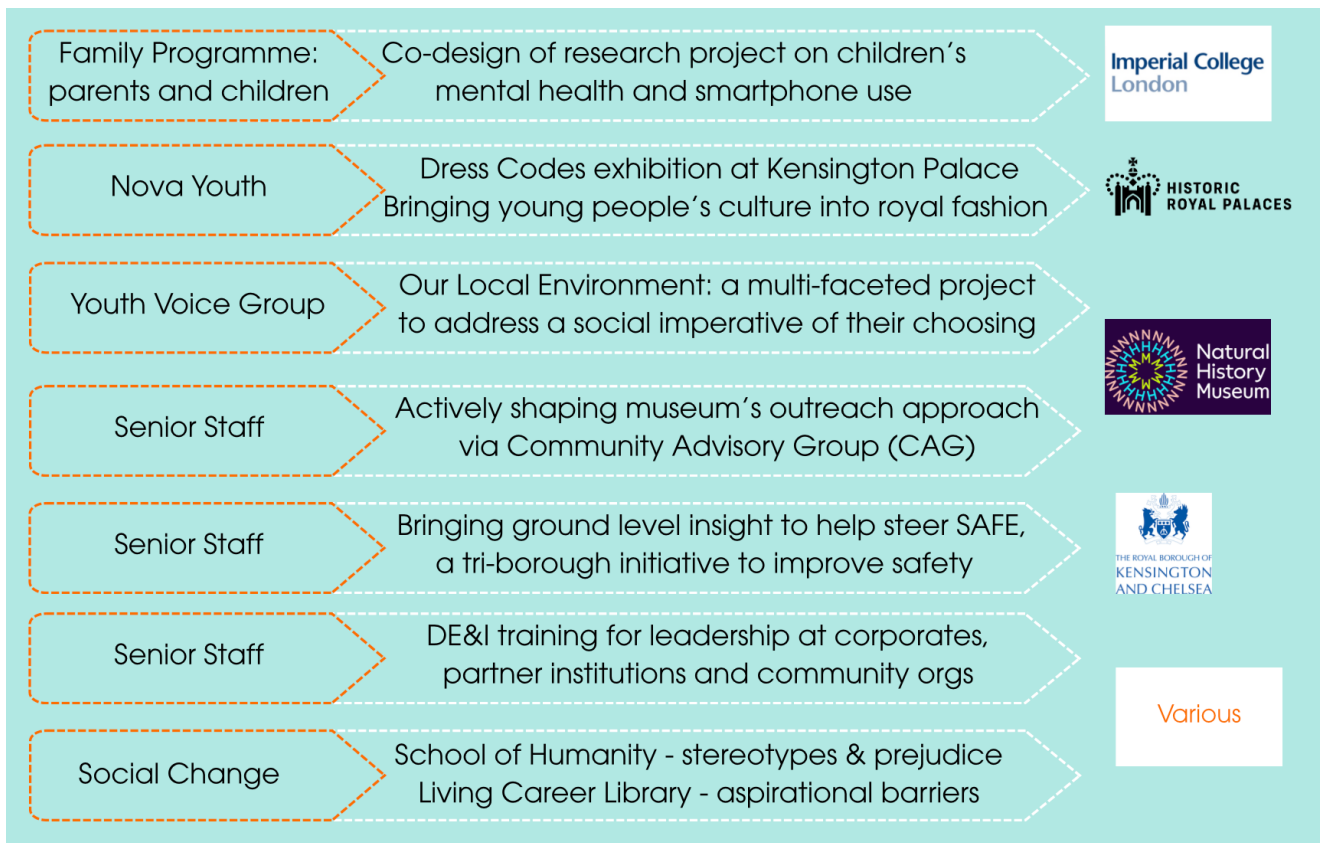 Family Programme:
parents and children
Co-design of research project on children's
mental health and smartphone use
Imperial College
London
Nova Youth
Dress Codes exhibition at Kensington Palace
Bringing young people's culture into royal fashion
HISTORIC
ROYAL PALACES
Youth Voice Group
Our Local Environment: a multi-faceted project
to address a social imperative of their choosing
Natural
History
Museum
Senior Staff
Actively shaping museum's outreach approach
via Community Advisory Group (CAG)
Senior Staff
Bringing ground level insight to help steer SAFE,
a tri-borough initiative to improve safety
THE ROYAL BOROUGH OF
KENSINGTON
AND CHELSEA
Senior Staff
DE&I training for leadership at corporates,
partner institutions and community orgs
Various
Social Change
School of Humanity - stereotypes & prejudice
Living Career Library - aspirational barriers